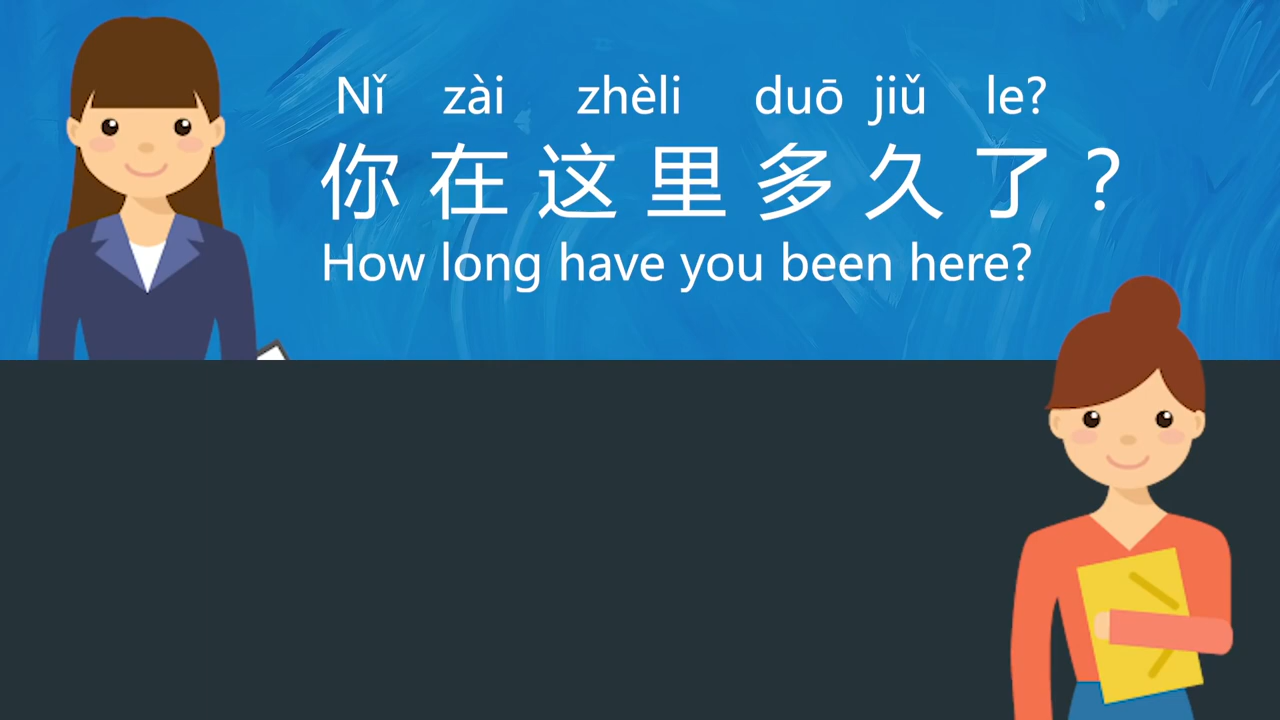 Nǐ zài zhèli duō jiǔ le?
你在这里多久了？
How long have you been here?